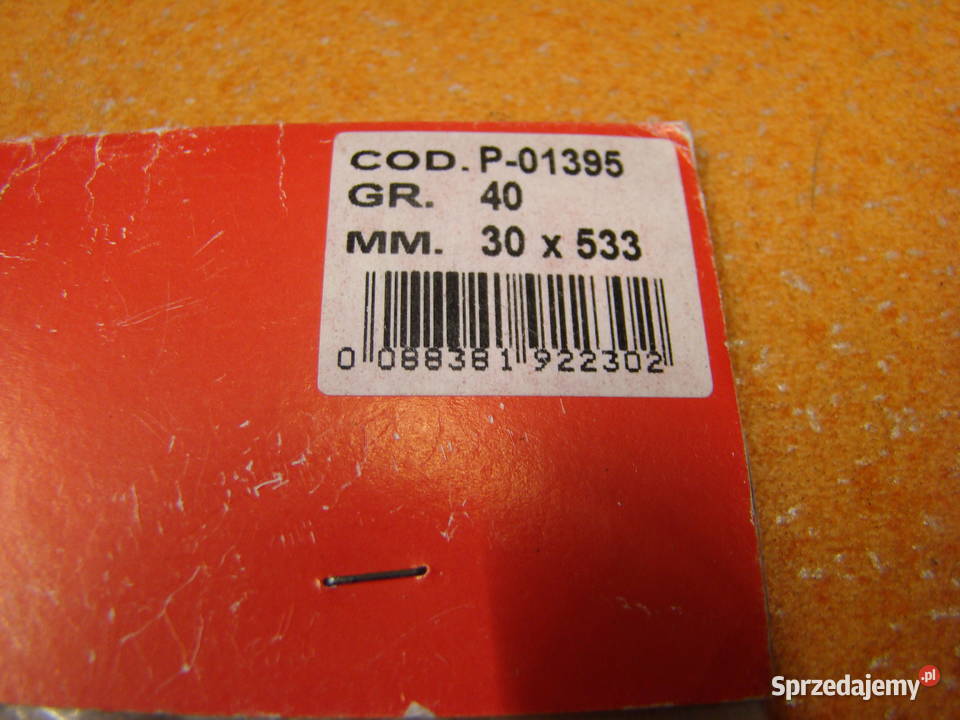 COD. P-01395
GR. 40
MM. 30 x 533
0 088381 922302
Sprzedajemy.pl